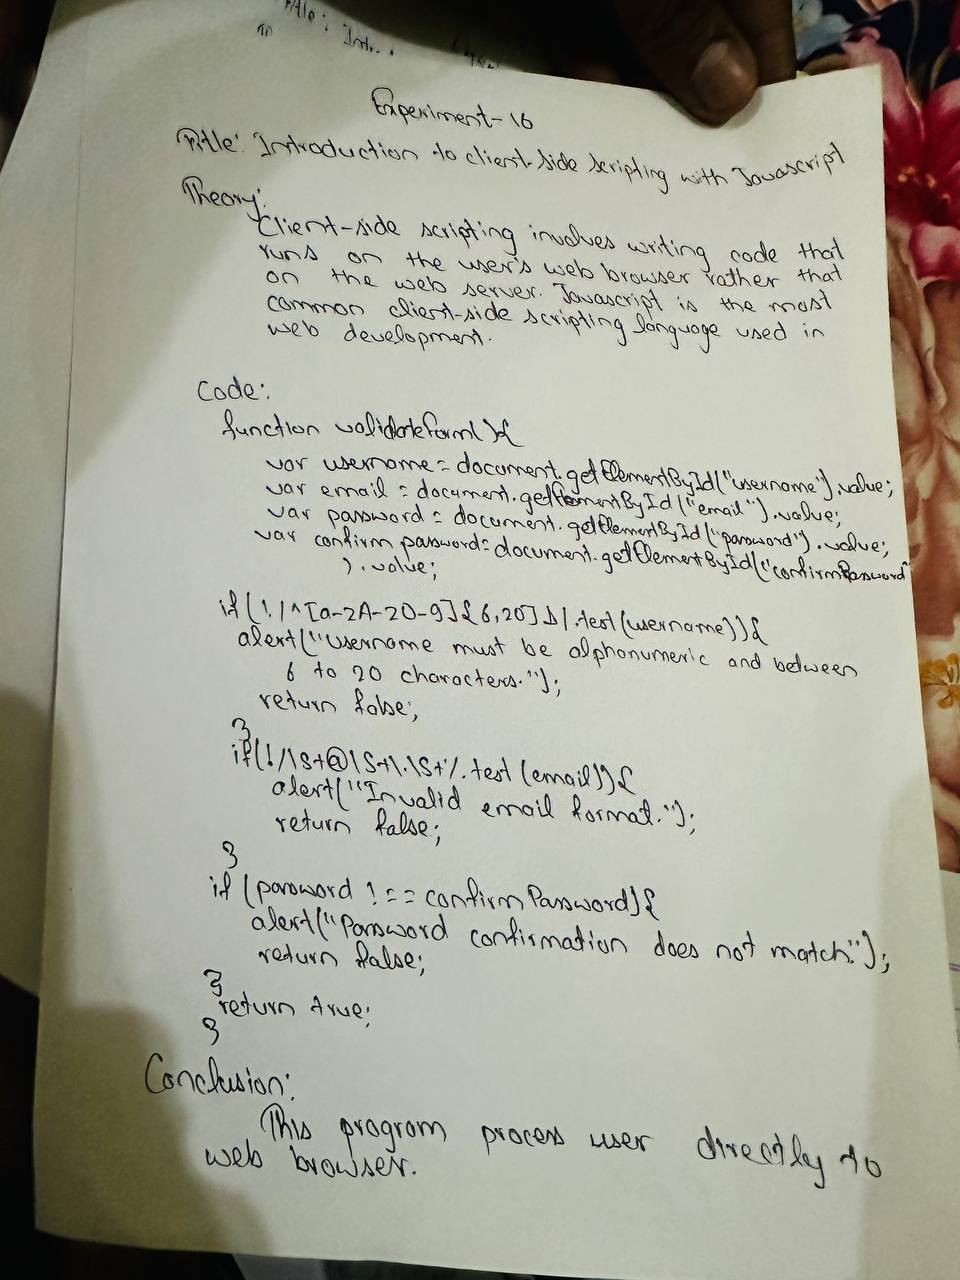 Title: Intr
Experiment-16
Title: Introduction to client-side scripting with Javascript
Theory:
Client-side scripting involves writing code that
runs on the user's web browser rather that
on the web server. Javascript is the most
common client-side scripting language used in
web development.
Code:
function validateform(){
var username = document.getElementById("username").value;
var email = document.getElementById("email").value;
var password = document.getElementById("password").value;
var confirm password = document.getElementById("confirmPassword"
).value;
if(!/^[a-2A-20-9]{6,20}$/.test(username)){
alert("Username must be alphanumeric and between
6 to 20 characters.");
return false;
}
if(!/\S+@\S+\.\S+/.test(email)){
alert("Invalid email format.");
return false;
}
if (password !== confirmPassword){
alert("Password confirmation does not match.");
return false;
}
return true;
}
Conclusion:
This program process user directly to
web browser.